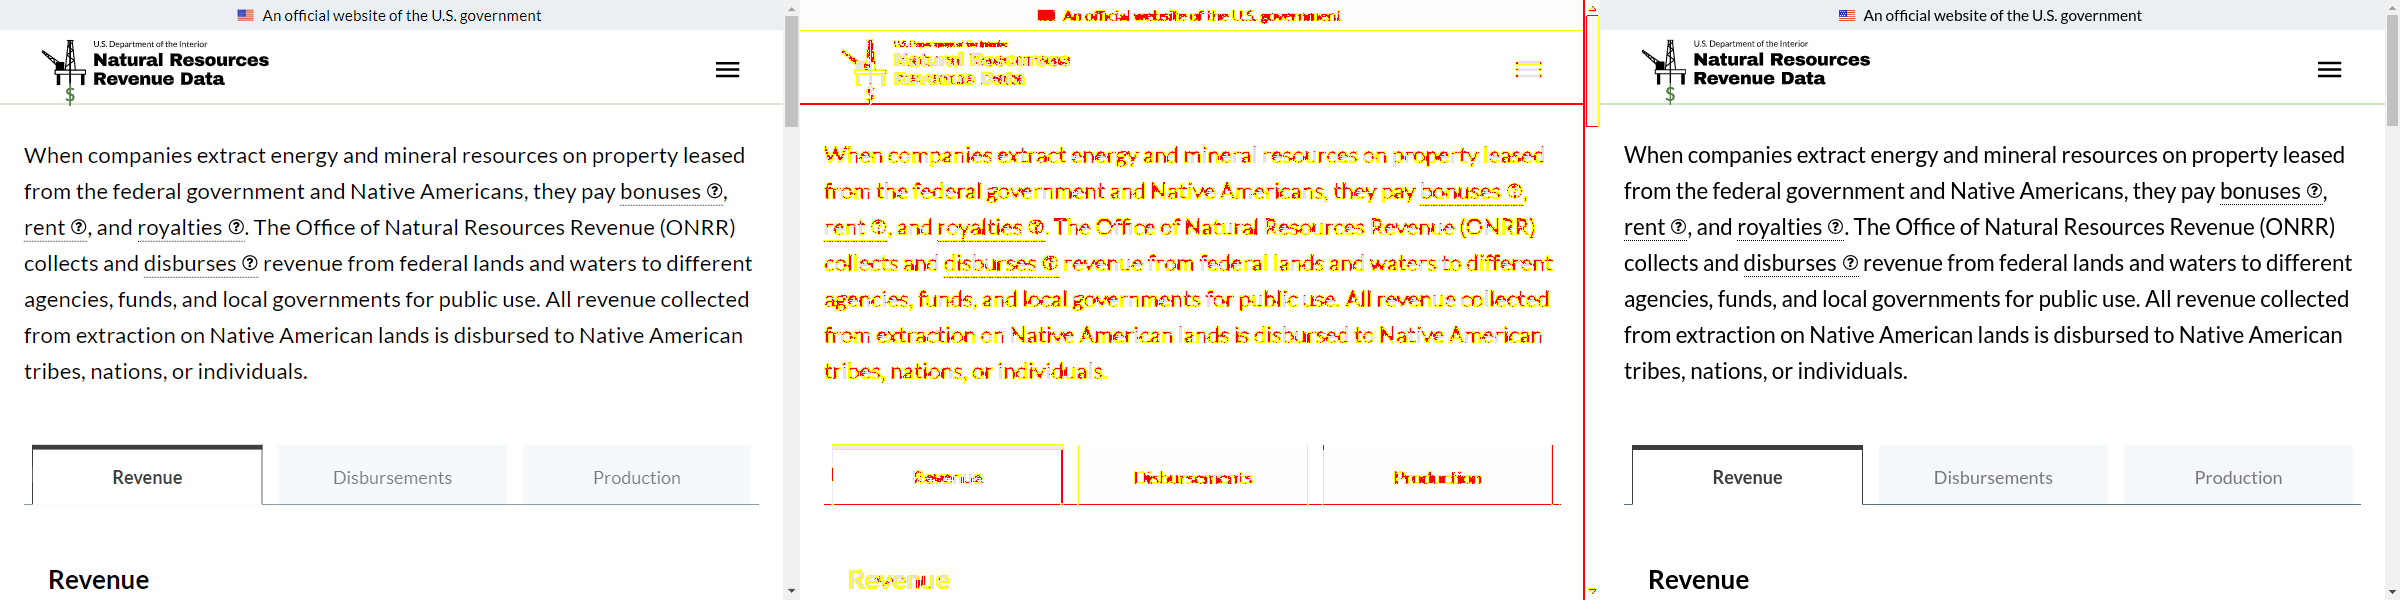 An official website of the U.S. government
U.S. Department of the Interior
Natural Resources
Revenue Data
$
When companies extract energy and mineral resources on property leased
from the federal government and Native Americans, they pay bonuses ?,
rent ?, and royalties ?. The Office of Natural Resources Revenue (ONRR)
collects and disburses ? revenue from federal lands and waters to different
agencies, funds, and local governments for public use. All revenue collected
from extraction on Native American lands is disbursed to Native American
tribes, nations, or individuals.
Revenue Disbursements Production
Revenue
An official website of the U.S. government
U.S. Department of the Interior
Natural Resources
Revenue Data
$
When companies extract energy and mineral resources on property leased
from the federal government and Native Americans, they pay bonuses ?,
rent ?, and royalties ?. The Office of Natural Resources Revenue (ONRR)
collects and disburses ? revenue from federal lands and waters to different
agencies, funds, and local governments for public use. All revenue collected
from extraction on Native American lands is disbursed to Native American
tribes, nations, or individuals.
Revenue Disbursements Production
Revenue
An official website of the U.S. government
U.S. Department of the Interior
Natural Resources
Revenue Data
$
When companies extract energy and mineral resources on property leased
from the federal government and Native Americans, they pay bonuses ?,
rent ?, and royalties ?. The Office of Natural Resources Revenue (ONRR)
collects and disburses ? revenue from federal lands and waters to different
agencies, funds, and local governments for public use. All revenue collected
from extraction on Native American lands is disbursed to Native American
tribes, nations, or individuals.
Revenue Disbursements Production
Revenue